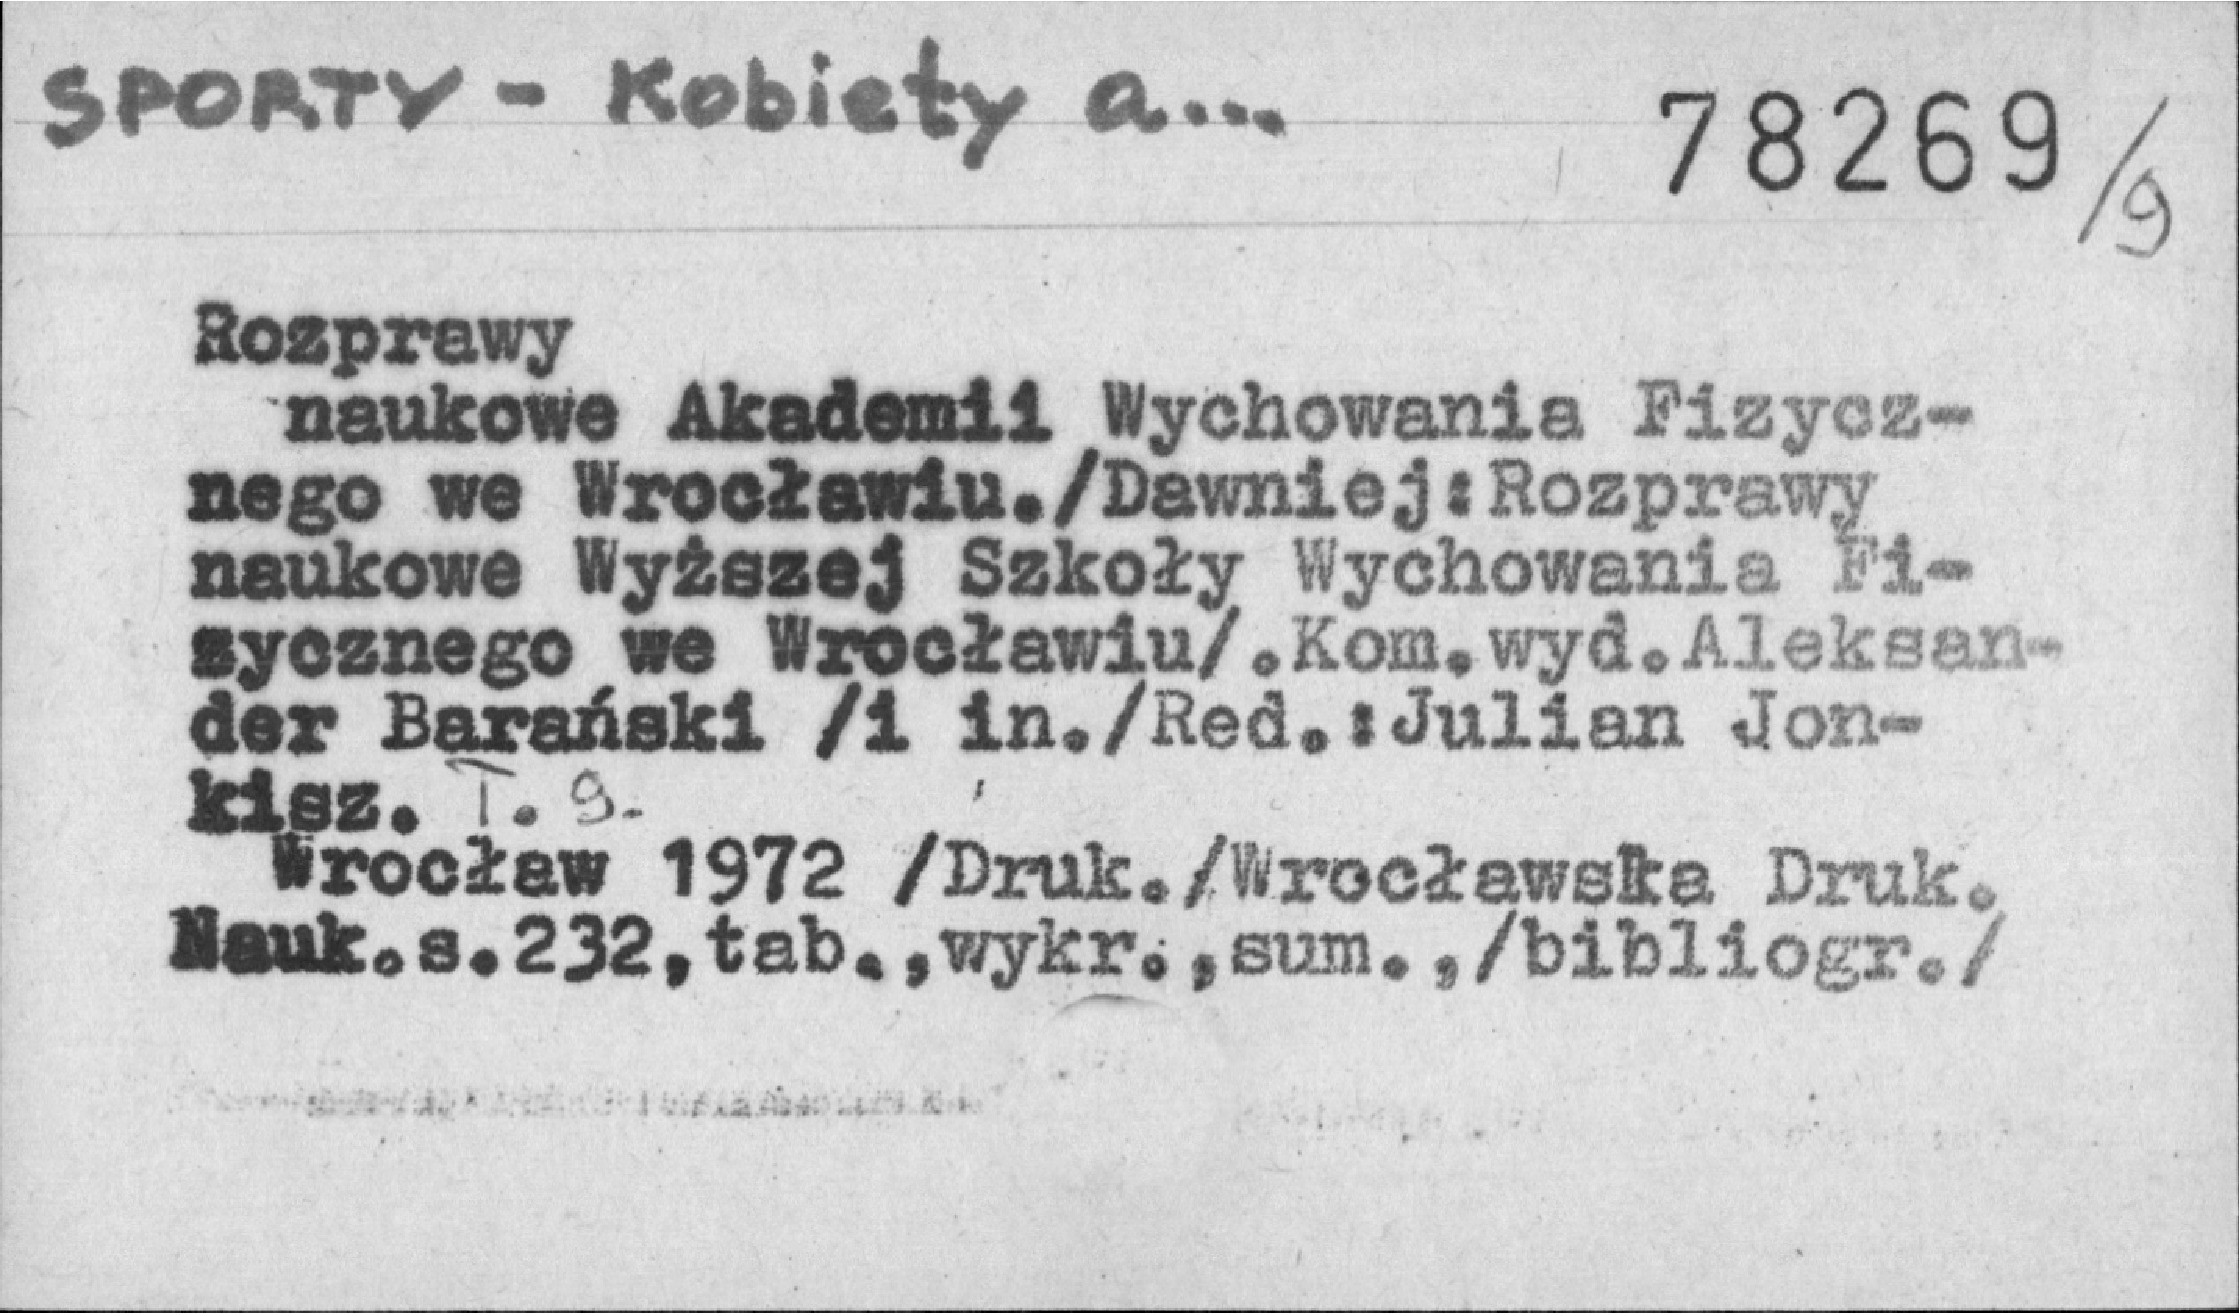 SPORTY - Kobiety a...
78269/9
Rozprawy
naukowe Akademii Wychowania Fizycz-
nego we Wrocławiu./Dawniej:Rozprawy
naukowe Wyższej Szkoły Wychowania Fi-
zycznego we Wrocławiu/.Kom.wyd.Aleksan-
der Barański /i in./Red.:Julian Jon-
kisz. T. 9.
Wrocław 1972 /Druk./Wrocławska Druk.
Nauk.s.232,tab.,wykr.,sum.,/bibliogr./